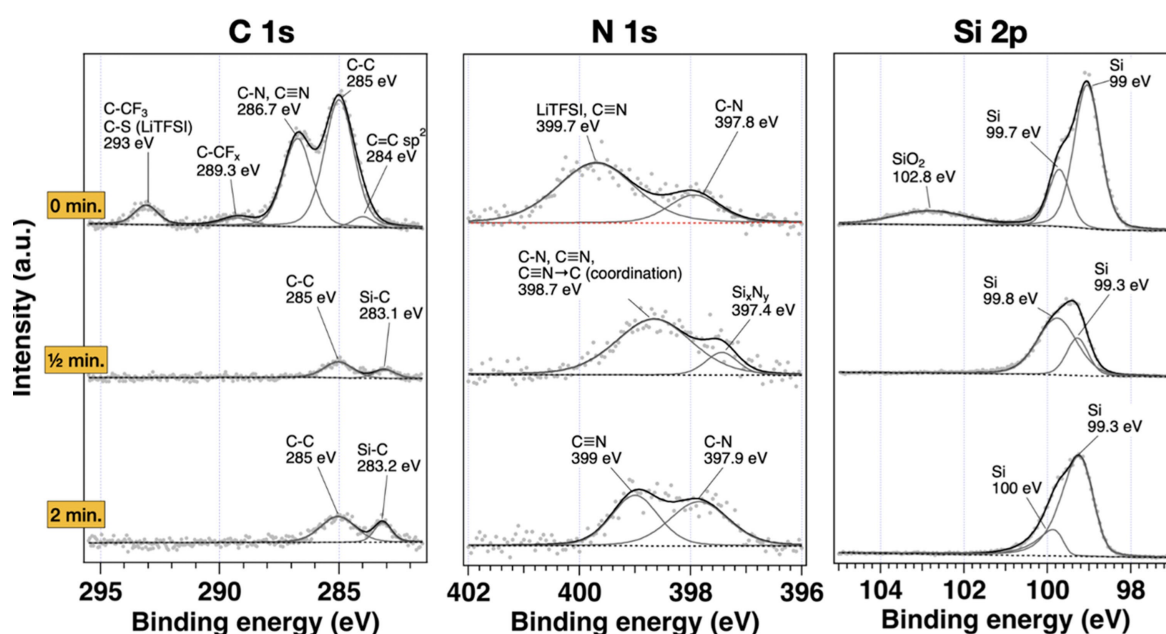 C 1s
N 1s
Si 2p
Intensity (a.u.)
0 min.
C-CF₃
C-S (LiTFSI)
293 eV
C-CFₓ
289.3 eV
C-N, C≡N
286.7 eV
C-C
285 eV
C=C sp²
284 eV
LiTFSI, C≡N
399.7 eV
C-N
397.8 eV
SiO₂
102.8 eV
Si
99.7 eV
Si
99 eV
½ min.
C-C
285 eV
Si-C
283.1 eV
C-N, C≡N,
C≡N→C (coordination)
398.7 eV
SiₓNᵧ
397.4 eV
Si
99.8 eV
Si
99.3 eV
2 min.
C-C
285 eV
Si-C
283.2 eV
C≡N
399 eV
C-N
397.9 eV
Si
100 eV
Si
99.3 eV
295 290 285
402 400 398 396
104 102 100 98
Binding energy (eV)
Binding energy (eV)
Binding energy (eV)